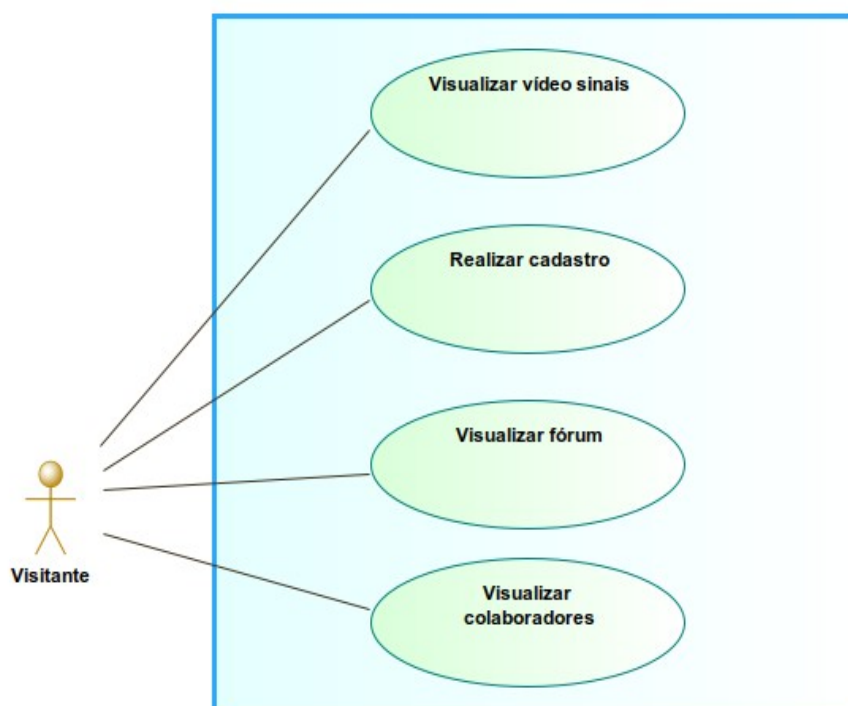 Visualizar vídeo sinais
Realizar cadastro
Visualizar fórum
Visitante
Visualizar
colaboradores